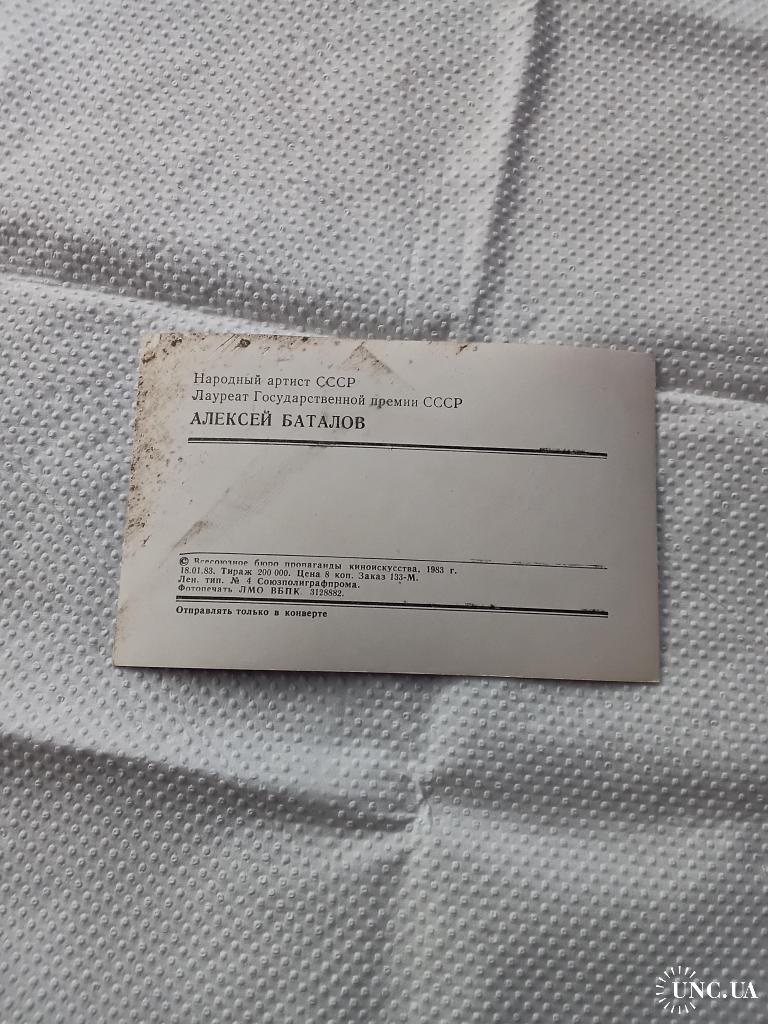 Народный артист СССР
Лауреат Государственной премии СССР
АЛЕКСЕЙ БАТАЛОВ
© Всесоюзное бюро пропаганды киноискусства, 1983 г.
18.01.83. Тираж 200 000. Цена 8 коп. Заказ 133-М.
Лен. тип. № 4 Союзполиграфпрома.
Фотопечать ЛМО ВБПК 3128882.
Отправлять только в конверте
UNC.UA